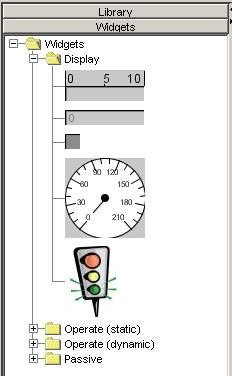 Library
Widgets
Widgets
Display
0 5 10
0
90 120
60 150
30 180
0 210
Operate (static)
Operate (dynamic)
Passive